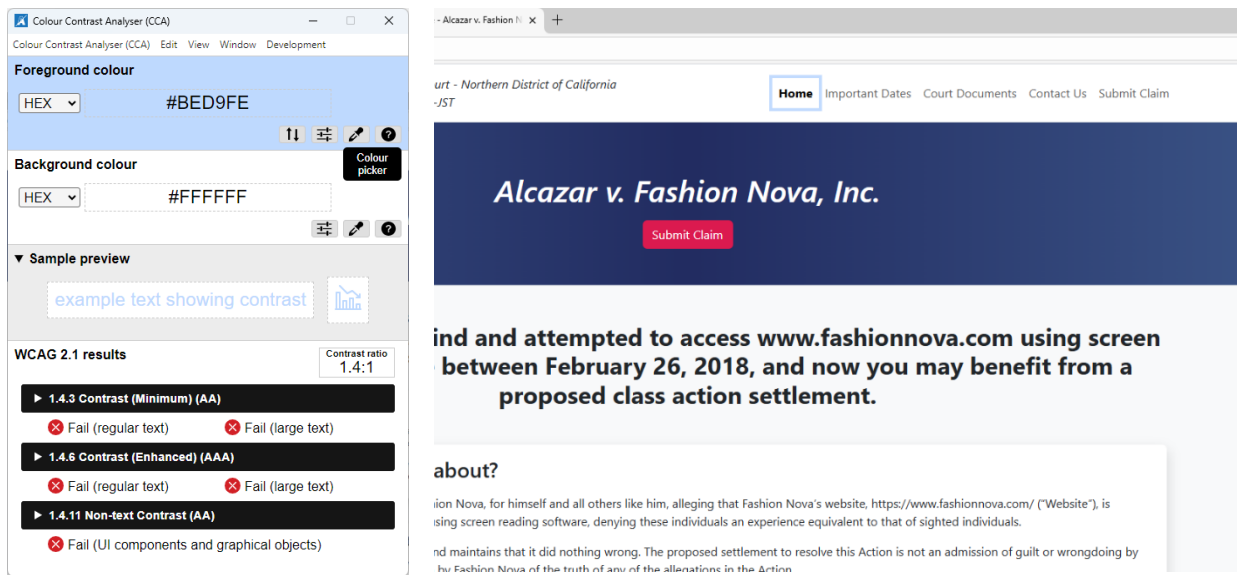 Colour Contrast Analyser (CCA)
Colour Contrast Analyser (CCA) Edit View Window Development
Foreground colour
HEX #BED9FE
Colour picker
Background colour
HEX #FFFFFF
▼ Sample preview
example text showing contrast
WCAG 2.1 results
Contrast ratio
1.4:1
▶ 1.4.3 Contrast (Minimum) (AA)
Fail (regular text) Fail (large text)
▶ 1.4.6 Contrast (Enhanced) (AAA)
Fail (regular text) Fail (large text)
▶ 1.4.11 Non-text Contrast (AA)
Fail (UI components and graphical objects)
- Alcazar v. Fashion N
urt - Northern District of California
-JST
Home Important Dates Court Documents Contact Us Submit Claim
Alcazar v. Fashion Nova, Inc.
Submit Claim
ind and attempted to access www.fashionnova.com using screen
between February 26, 2018, and now you may benefit from a
proposed class action settlement.
about?
ion Nova, for himself and all others like him, alleging that Fashion Nova's website, https://www.fashionnova.com/ ("Website"), is
using screen reading software, denying these individuals an experience equivalent to that of sighted individuals.
nd maintains that it did nothing wrong. The proposed settlement to resolve this Action is not an admission of guilt or wrongdoing by
by Fashion Nova of the truth of any of the allegations in the Action.